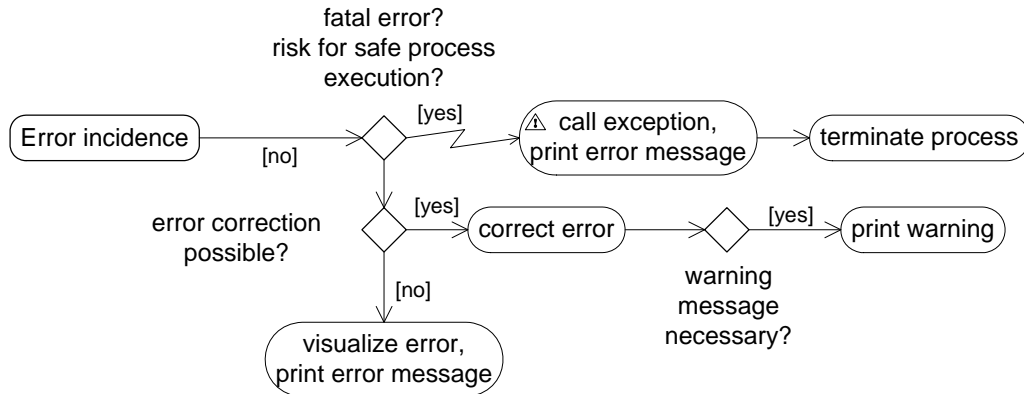 fatal error?
risk for safe process
execution?
[yes]
Error incidence
[no]
call exception,
print error message
terminate process
error correction
possible?
[yes]
correct error
[yes]
print warning
warning
message
necessary?
[no]
visualize error,
print error message